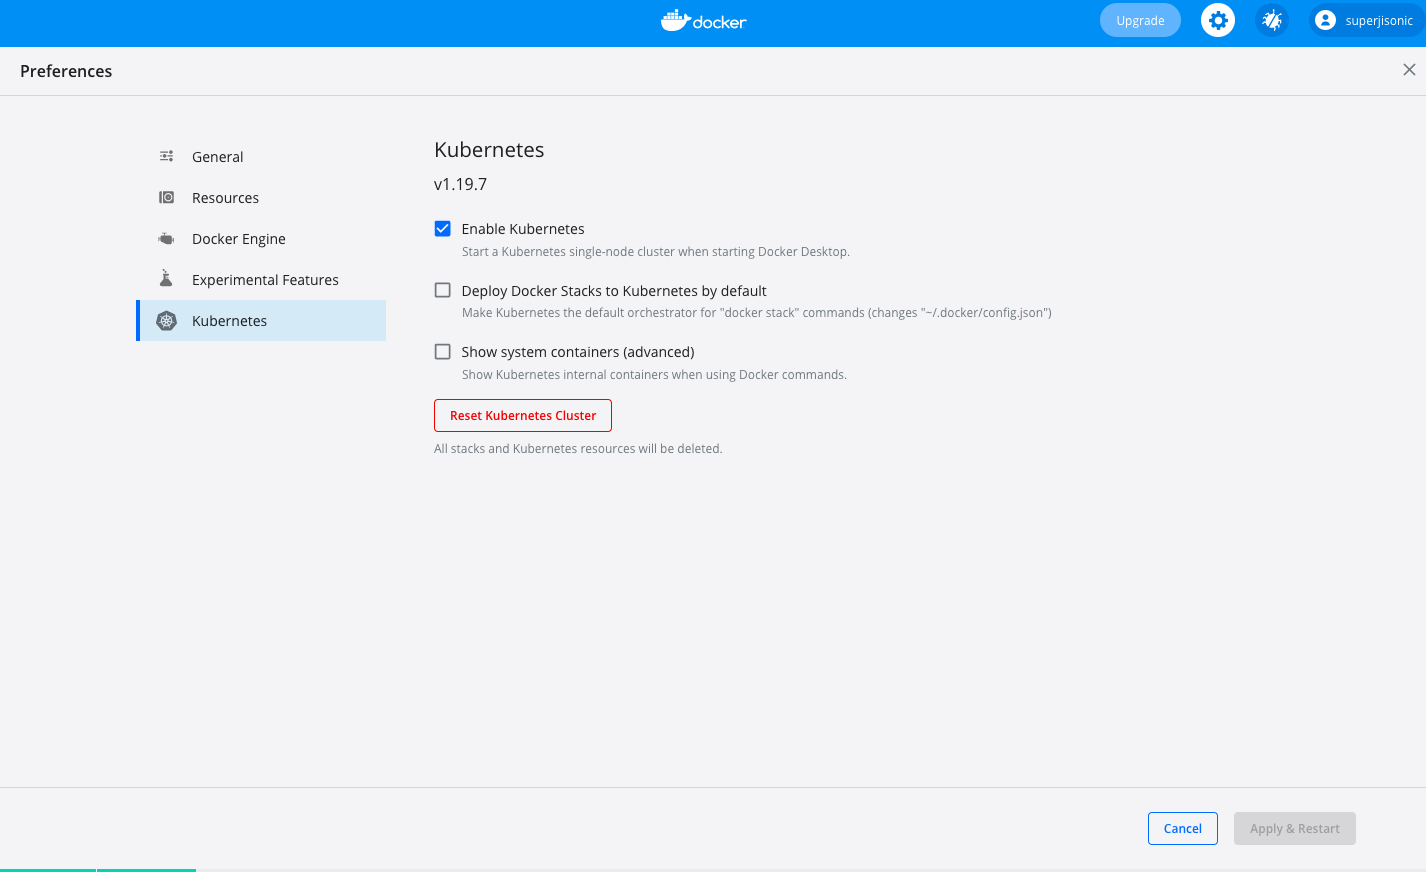 docker
Upgrade
superjisonic
Preferences
General
Resources
Docker Engine
Experimental Features
Kubernetes
Kubernetes
v1.19.7
Enable Kubernetes
Start a Kubernetes single-node cluster when starting Docker Desktop.
Deploy Docker Stacks to Kubernetes by default
Make Kubernetes the default orchestrator for "docker stack" commands (changes "~/.docker/config.json")
Show system containers (advanced)
Show Kubernetes internal containers when using Docker commands.
Reset Kubernetes Cluster
All stacks and Kubernetes resources will be deleted.
Cancel
Apply & Restart